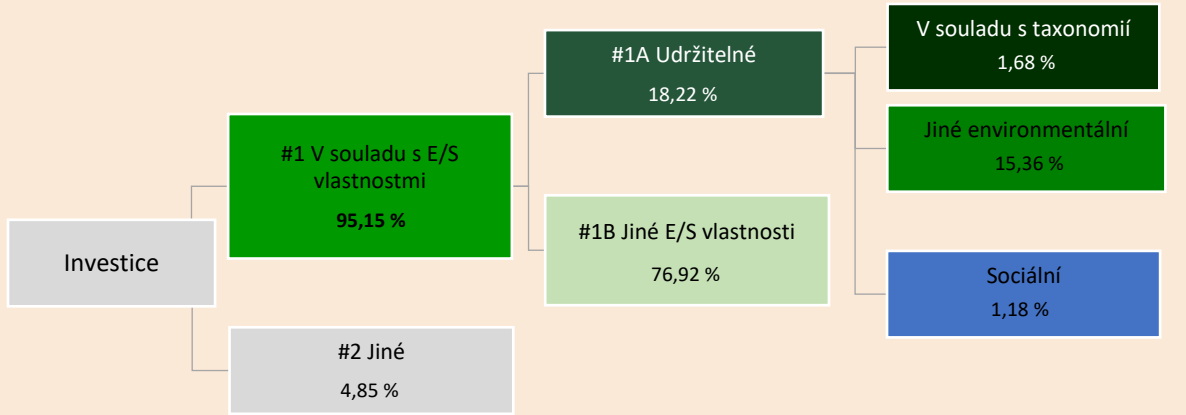 Investice
#1 V souladu s E/S
vlastnostmi
95,15 %
#2 Jiné
4,85 %
#1A Udržitelné
18,22 %
#1B Jiné E/S vlastnosti
76,92 %
V souladu s taxonomií
1,68 %
Jiné environmentální
15,36 %
Sociální
1,18 %